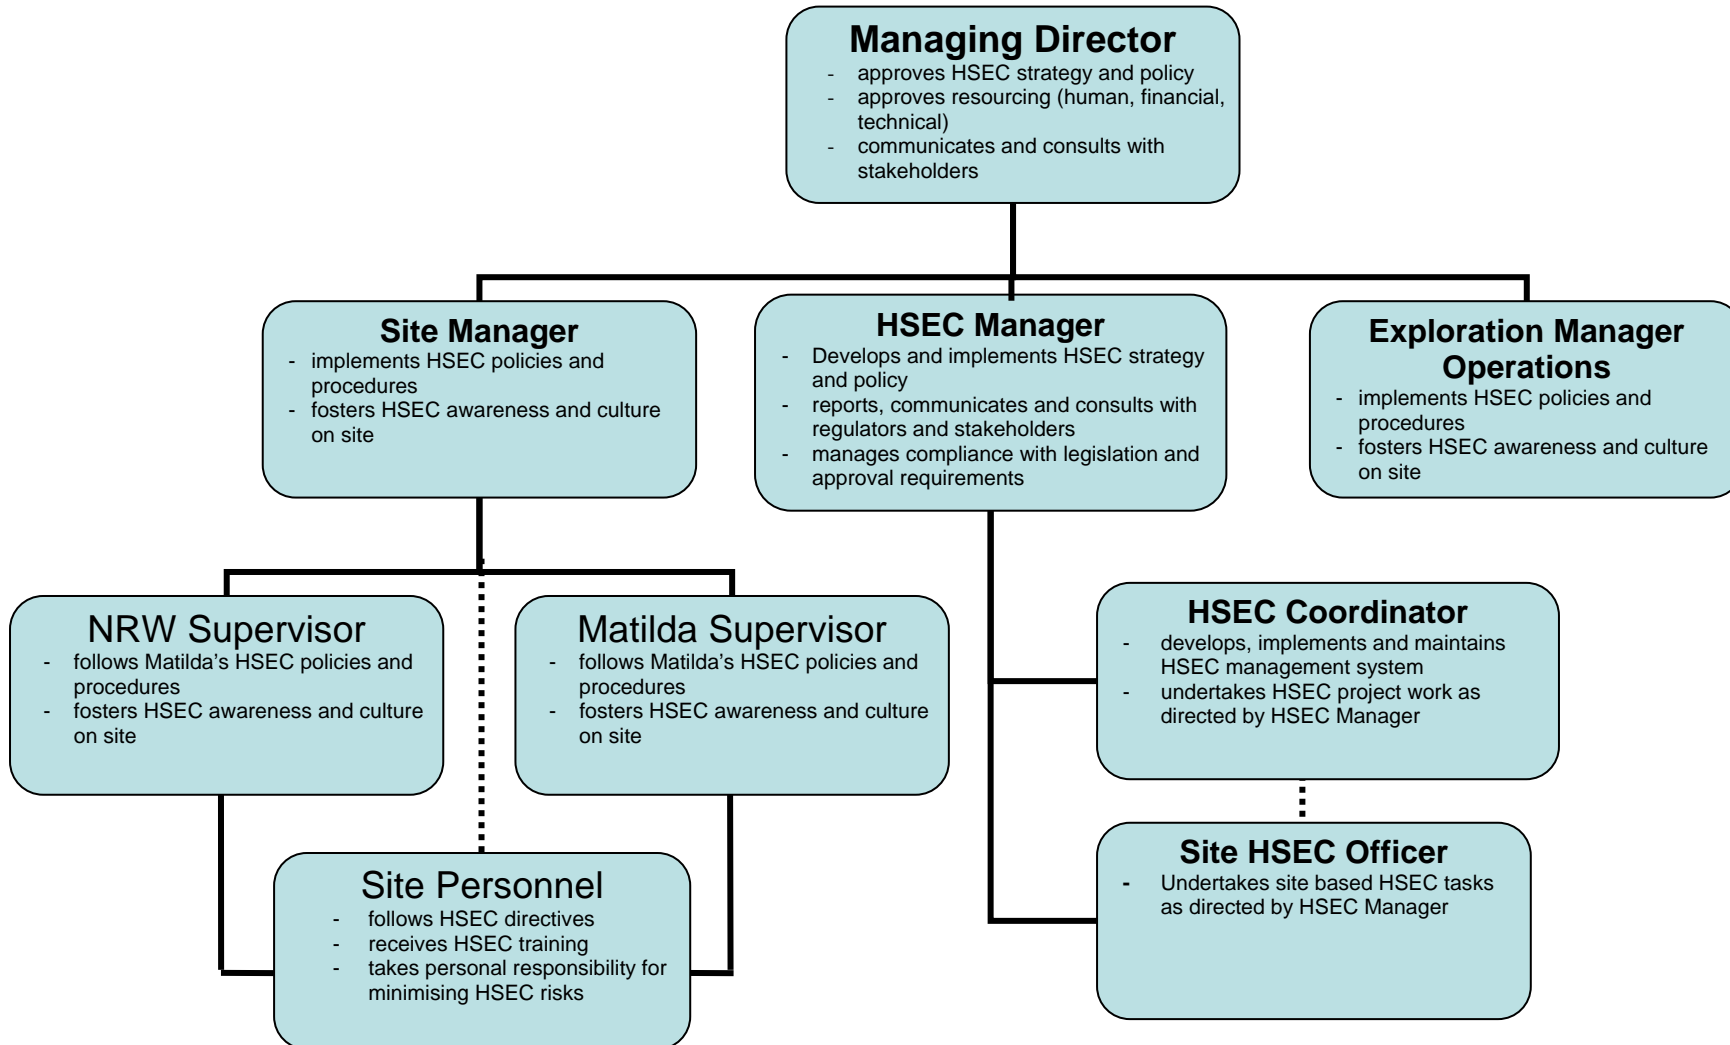 Managing Director
- approves HSEC strategy and policy
- approves resourcing (human, financial,
technical)
- communicates and consults with
stakeholders
Site Manager
- implements HSEC policies and
procedures
- fosters HSEC awareness and culture
on site
HSEC Manager
- Develops and implements HSEC strategy
and policy
- reports, communicates and consults with
regulators and stakeholders
- manages compliance with legislation and
approval requirements
Exploration Manager
Operations
- implements HSEC policies and
procedures
- fosters HSEC awareness and culture
on site
NRW Supervisor
- follows Matilda’s HSEC policies and
procedures
- fosters HSEC awareness and culture
on site
Matilda Supervisor
- follows Matilda’s HSEC policies and
procedures
- fosters HSEC awareness and culture
on site
HSEC Coordinator
- develops, implements and maintains
HSEC management system
- undertakes HSEC project work as
directed by HSEC Manager
Site Personnel
- follows HSEC directives
- receives HSEC training
- takes personal responsibility for
minimising HSEC risks
Site HSEC Officer
- Undertakes site based HSEC tasks
as directed by HSEC Manager